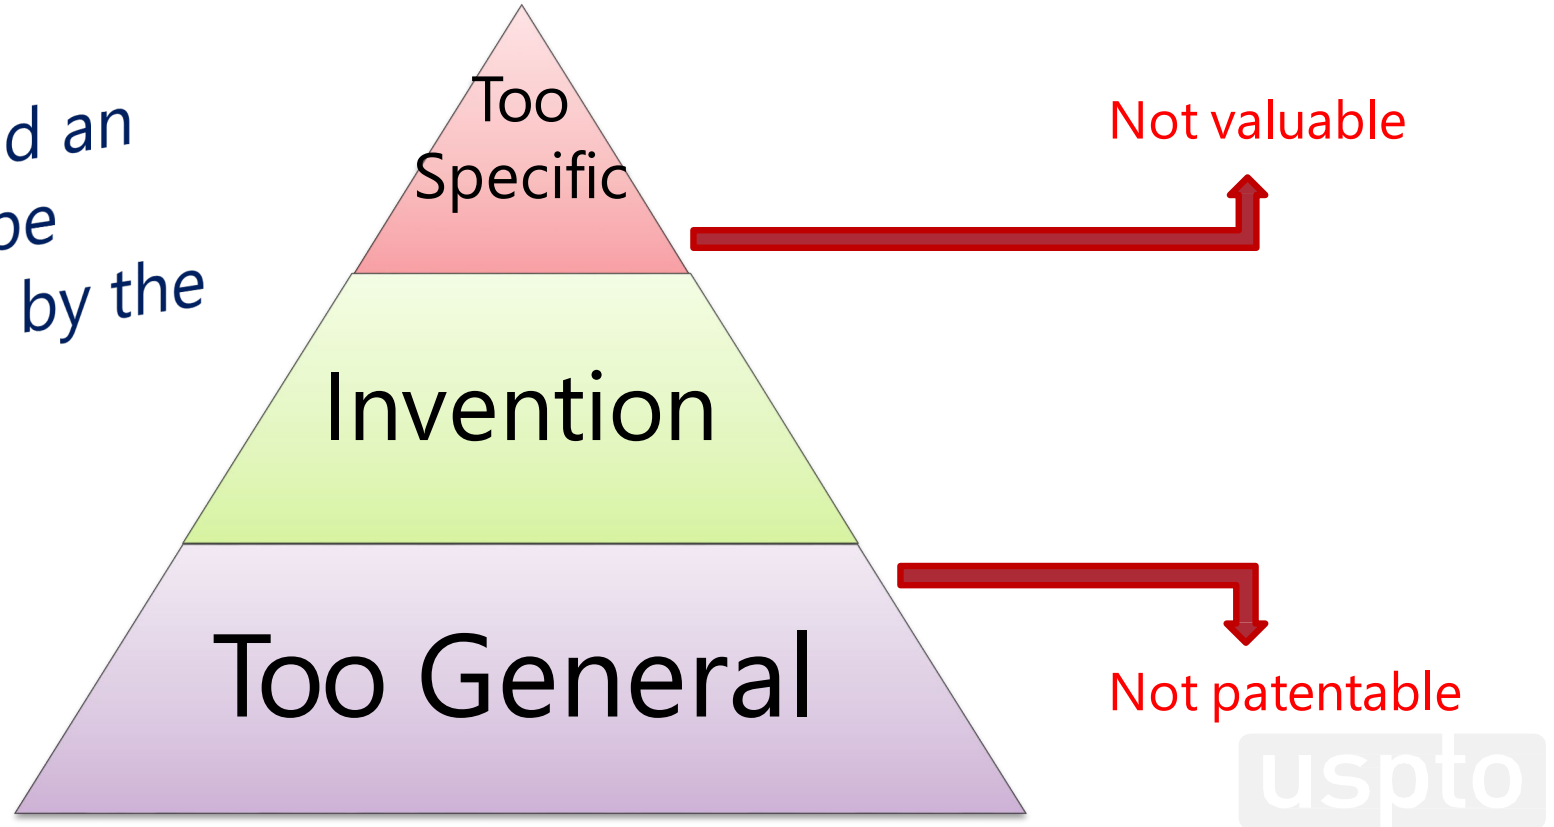 d an
be
by the
Too
Specific
Invention
Too General
Not valuable
Not patentable
uspto